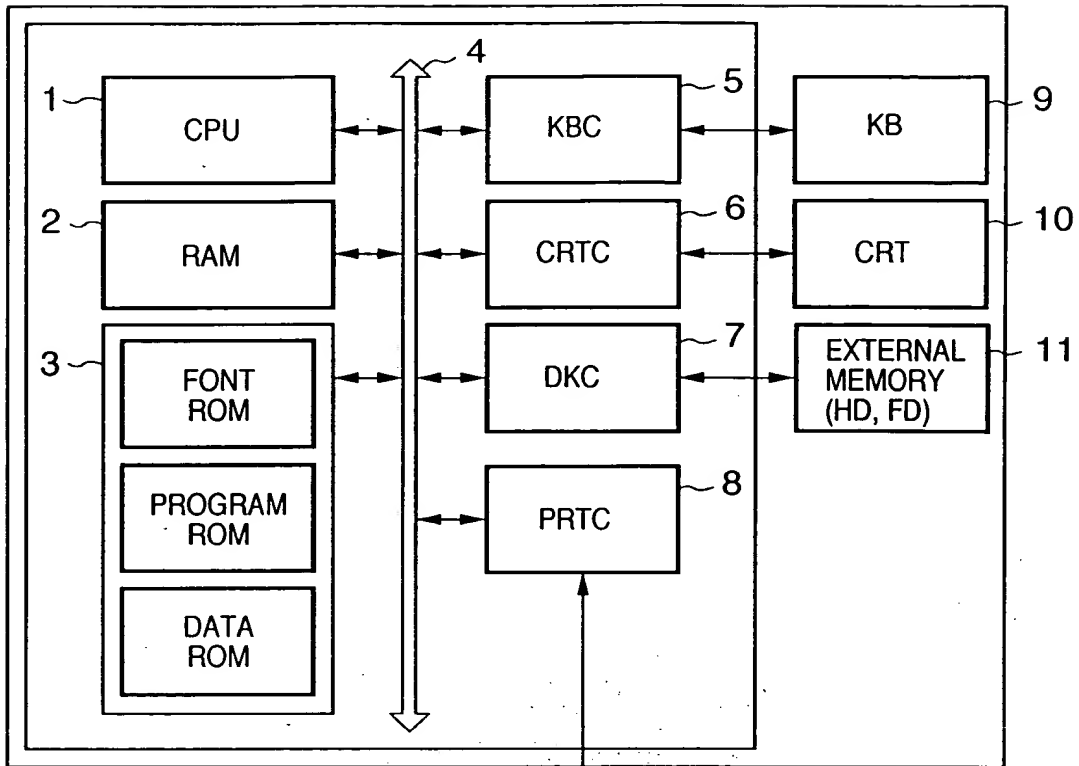 4
1
CPU
5
KBC
9
KB
2
RAM
6
CRTC
10
CRT
3
FONT
ROM
7
DKC
11
EXTERNAL
MEMORY
(HD, FD)
PROGRAM
ROM
8
PRTC
DATA
ROM